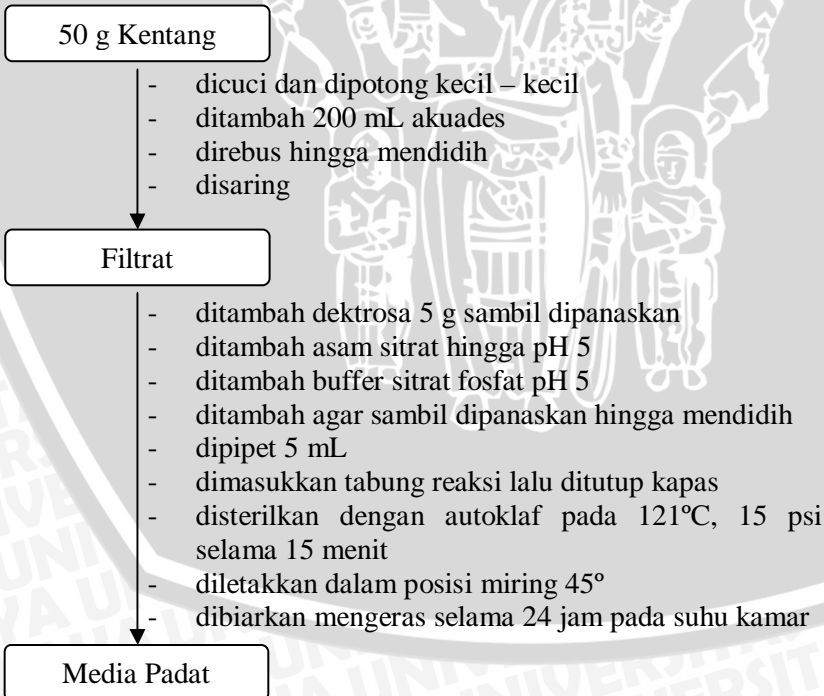 50 g Kentang
- dicuci dan dipotong kecil – kecil
- ditambah 200 mL akuades
- direbus hingga mendidih
- disaring
Filtrat
- ditambah dektrosa 5 g sambil dipanaskan
- ditambah asam sitrat hingga pH 5
- ditambah buffer sitrat fosfat pH 5
- ditambah agar sambil dipanaskan hingga mendidih
- dipipet 5 mL
- dimasukkan tabung reaksi lalu ditutup kapas
- disterilkan dengan autoklaf pada 121ºC, 15 psi
selama 15 menit
- diletakkan dalam posisi miring 45º
- dibiarkan mengeras selama 24 jam pada suhu kamar
Media Padat